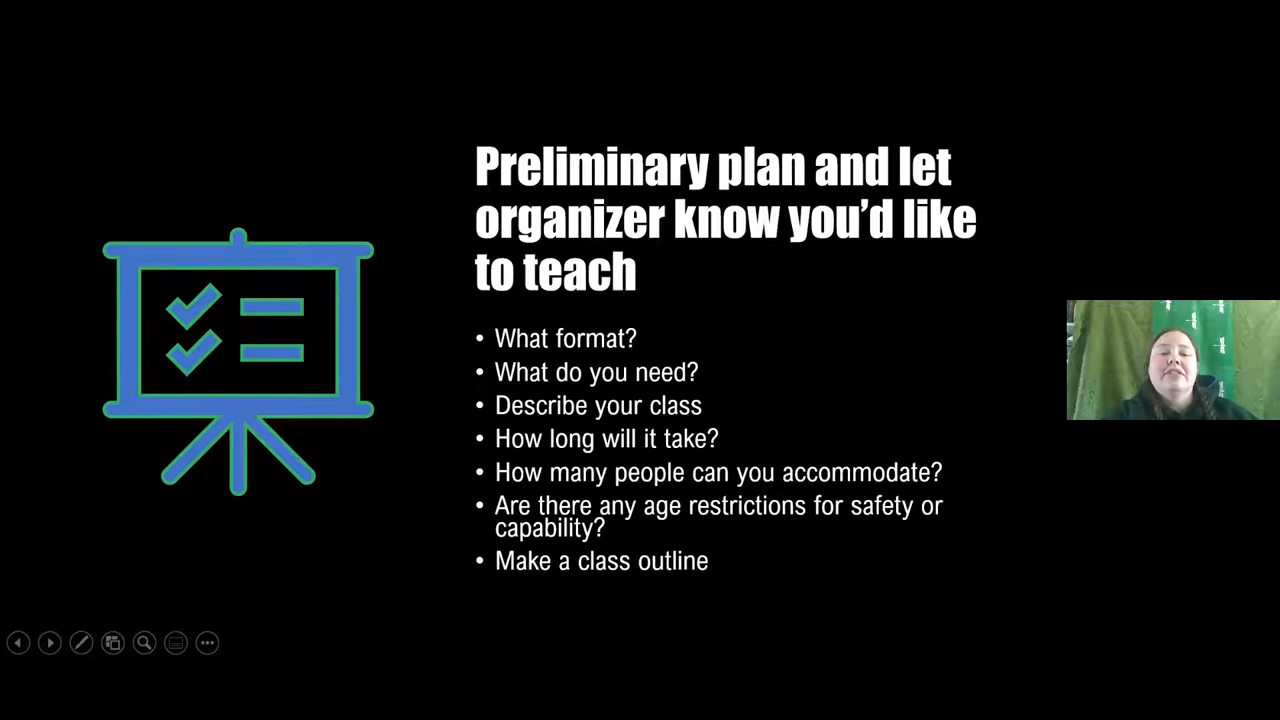 Preliminary plan and let
organizer know you’d like
to teach
• What format?
• What do you need?
• Describe your class
• How long will it take?
• How many people can you accommodate?
• Are there any age restrictions for safety or
capability?
• Make a class outline